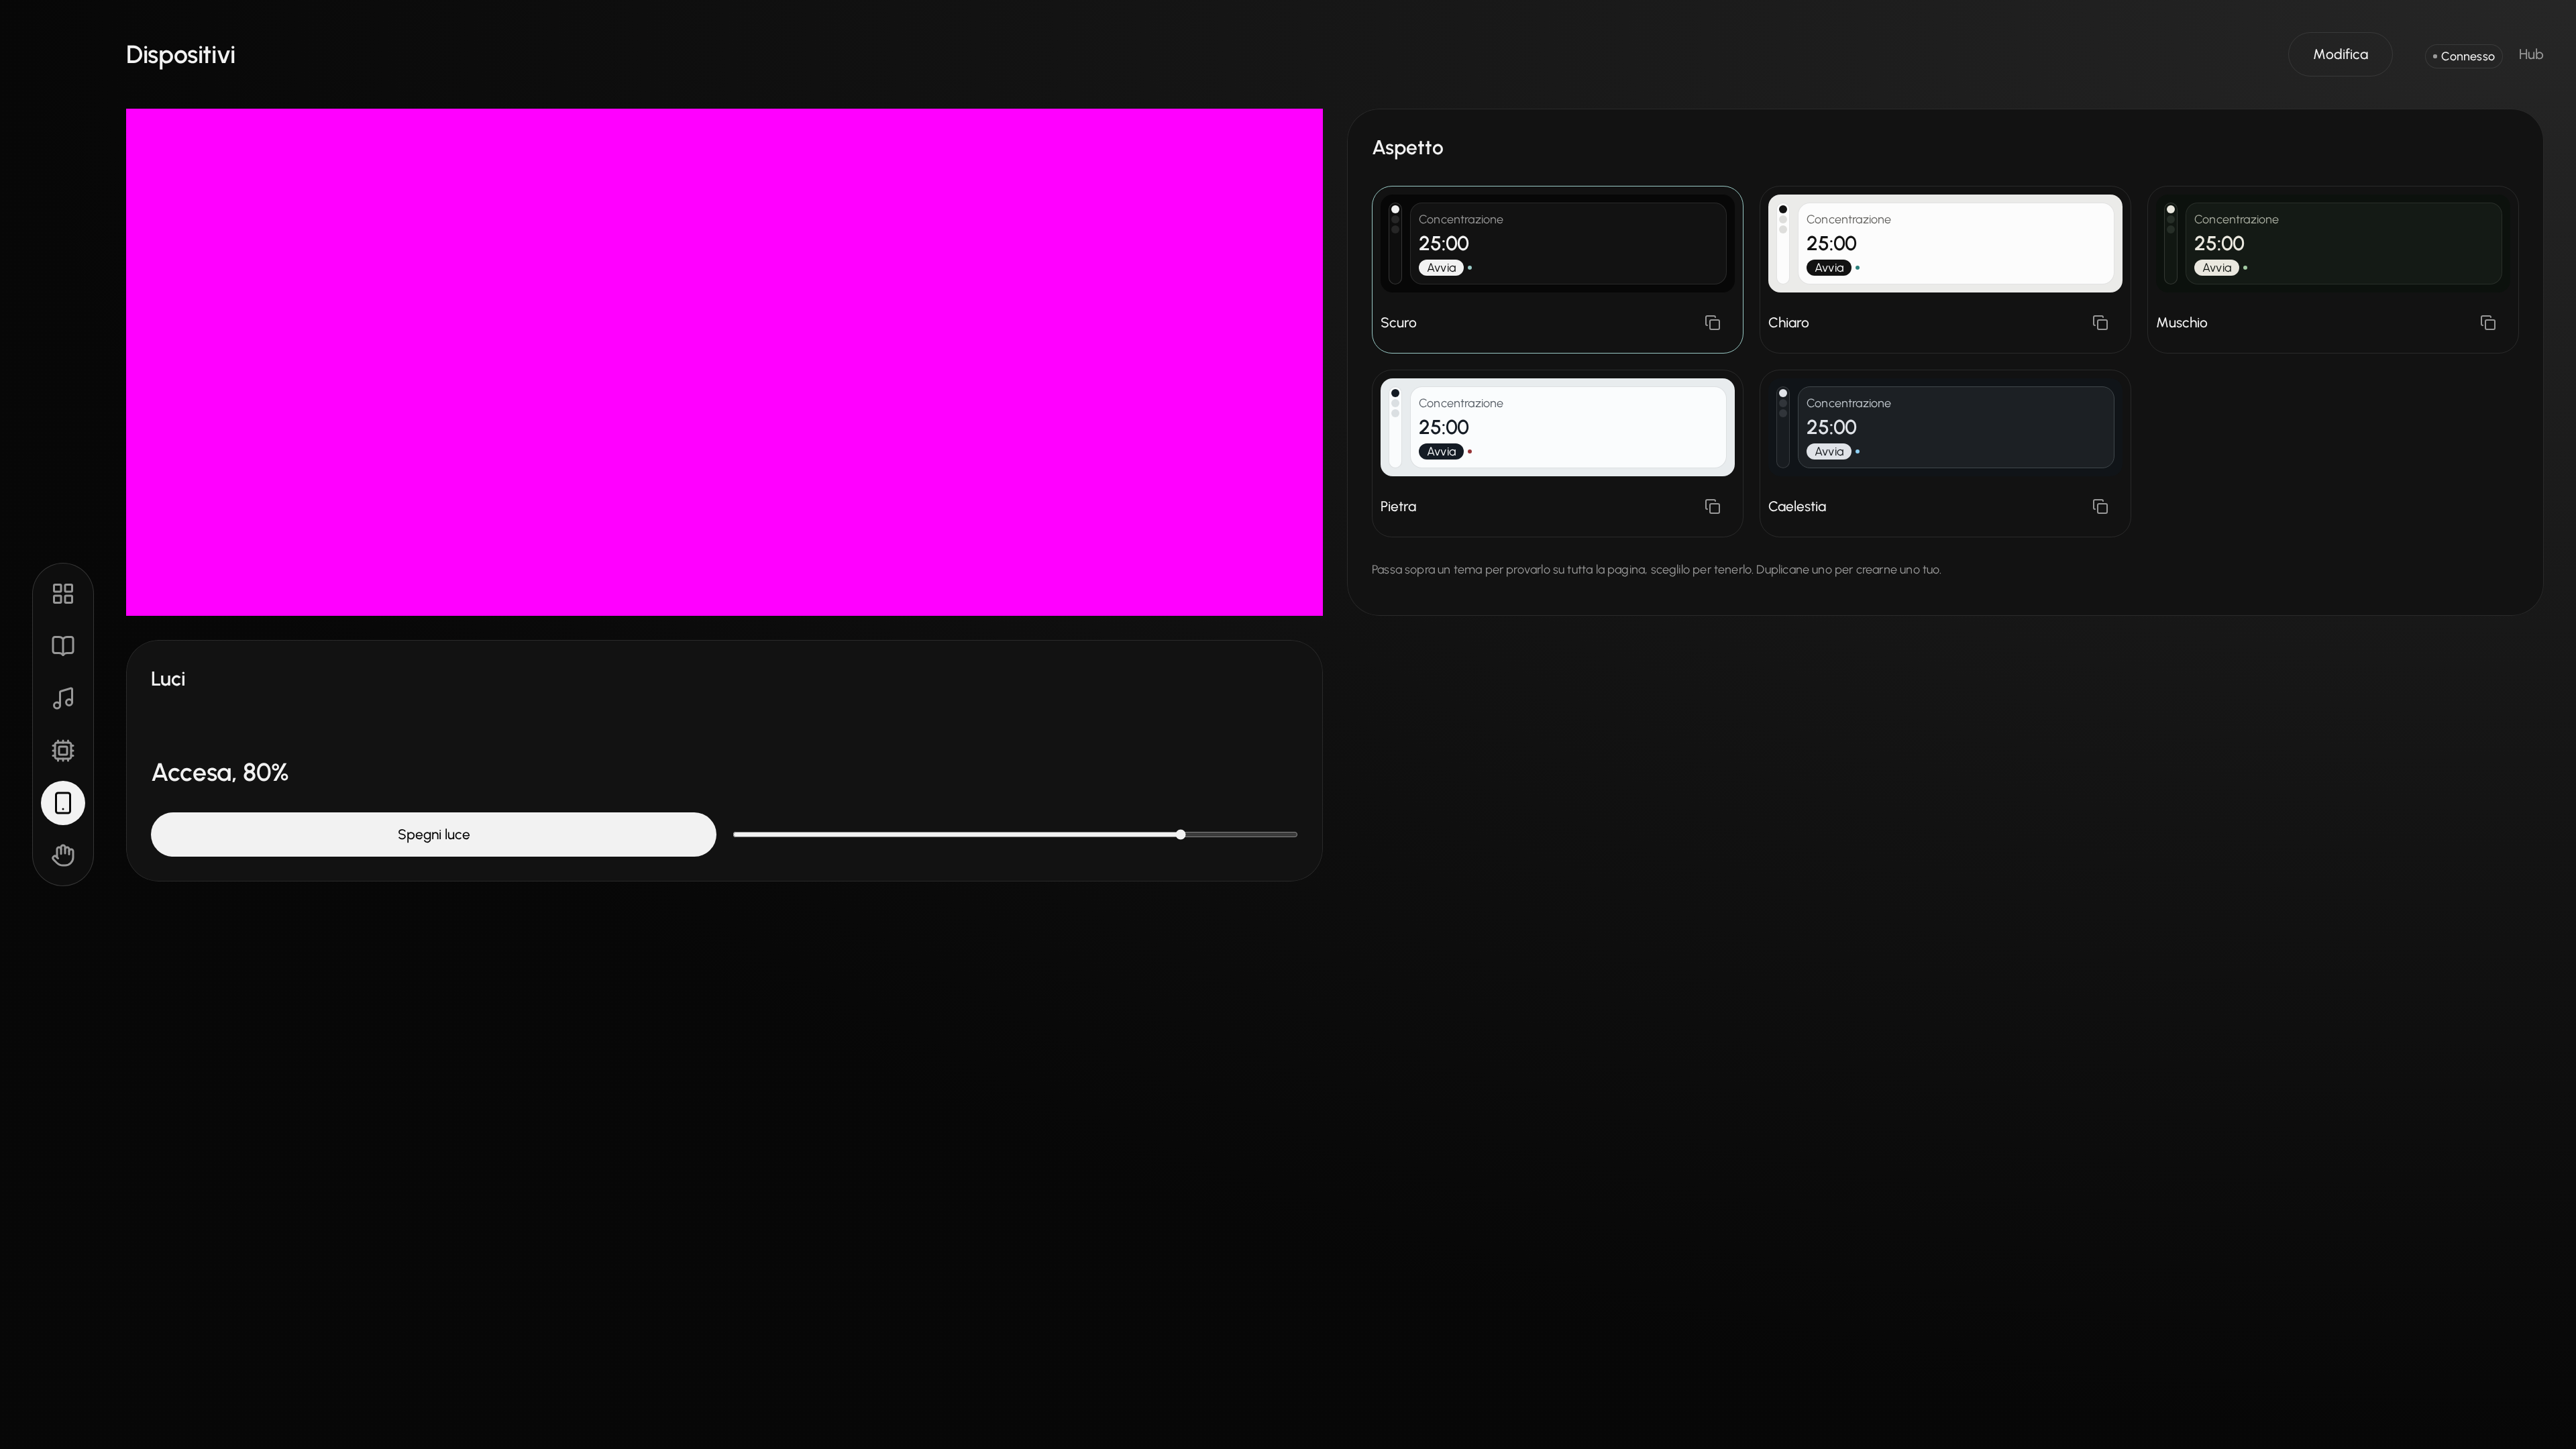 Dispositivi
Modifica
Connesso
Hub
Aspetto
Concentrazione
25:00
Avvia
Scuro
Concentrazione
25:00
Avvia
Chiaro
Concentrazione
25:00
Avvia
Muschio
Concentrazione
25:00
Avvia
Pietra
Concentrazione
25:00
Avvia
Caelestia
Passa sopra un tema per provarlo su tutta la pagina, sceglilo per tenerlo. Duplicane uno per crearne uno tuo.
Luci
Accesa, 80%
Spegni luce